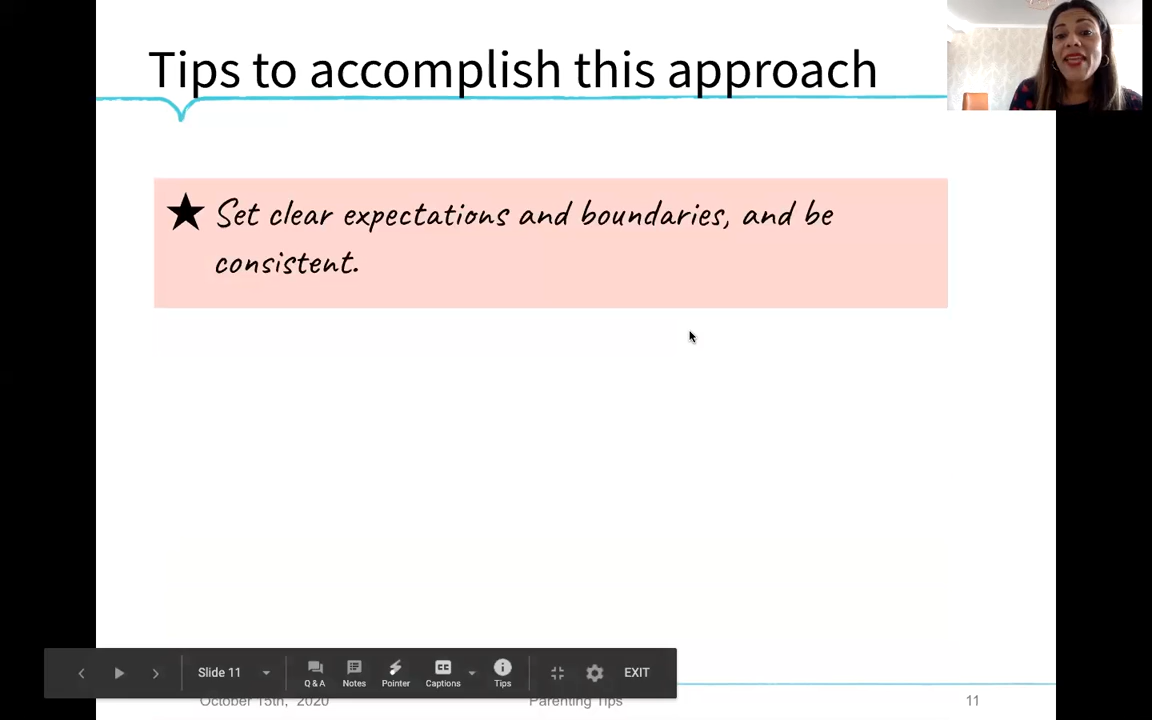 Tips to accomplish this approach
★ Set clear expectations and boundaries, and be
consistent.
Slide 11
Q & A
Notes
Pointer
CC
Captions
Tips
EXIT
October 15th, 2020
Parenting Tips
11